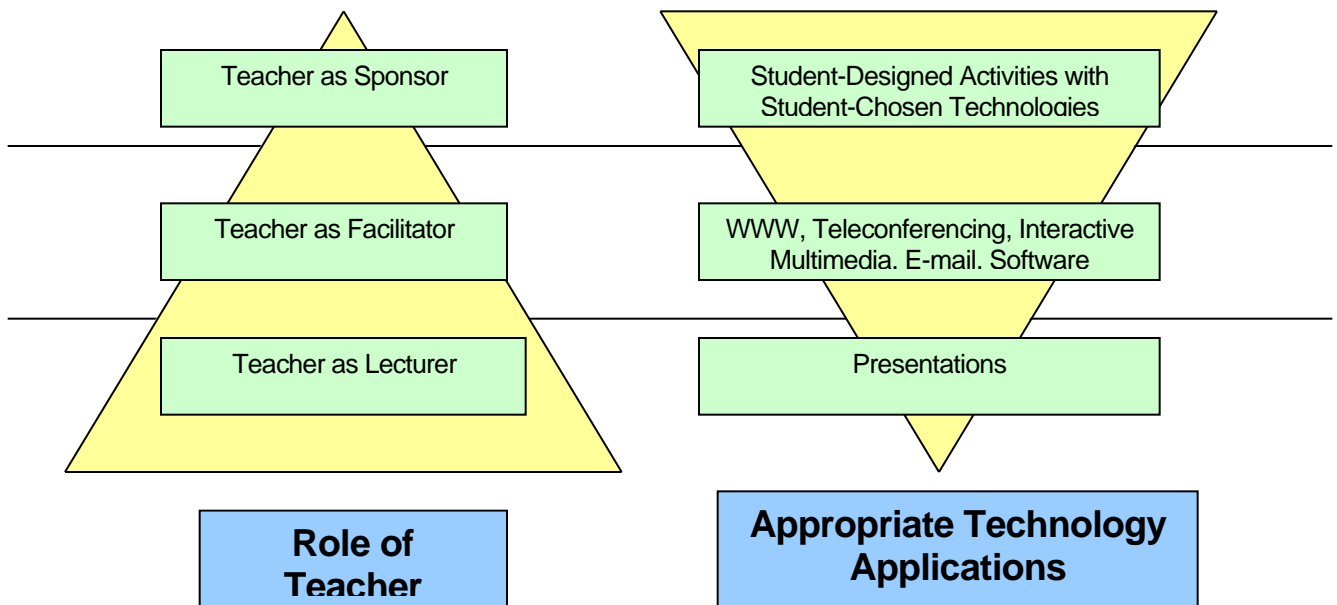 Teacher as Sponsor
Student-Designed Activities with
Student-Chosen Technologies
Teacher as Facilitator
WWW, Teleconferencing, Interactive
Multimedia. E-mail. Software
Teacher as Lecturer
Presentations
Role of
Teacher
Appropriate Technology
Applications